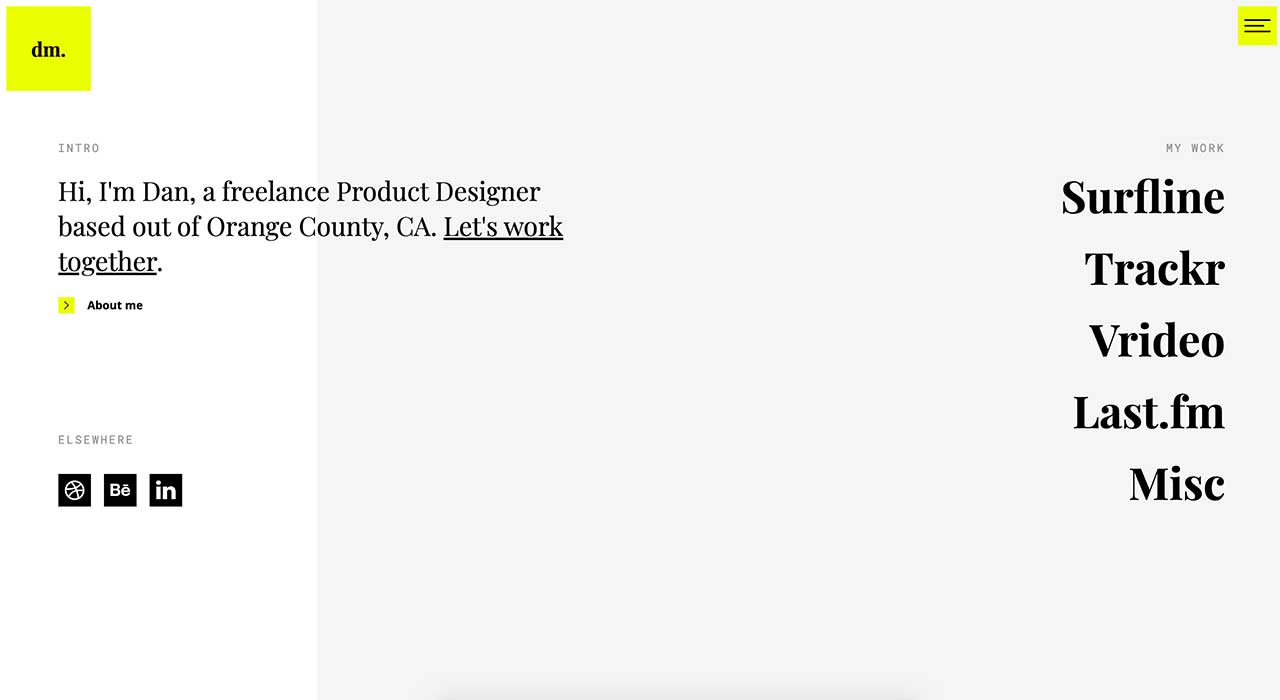 dm.
INTRO
Hi, I'm Dan, a freelance Product Designer
based out of Orange County, CA. Let's work
together.
About me
ELSEWHERE
Bē
in
MY WORK
Surfline
Trackr
Vrideo
Last.fm
Misc